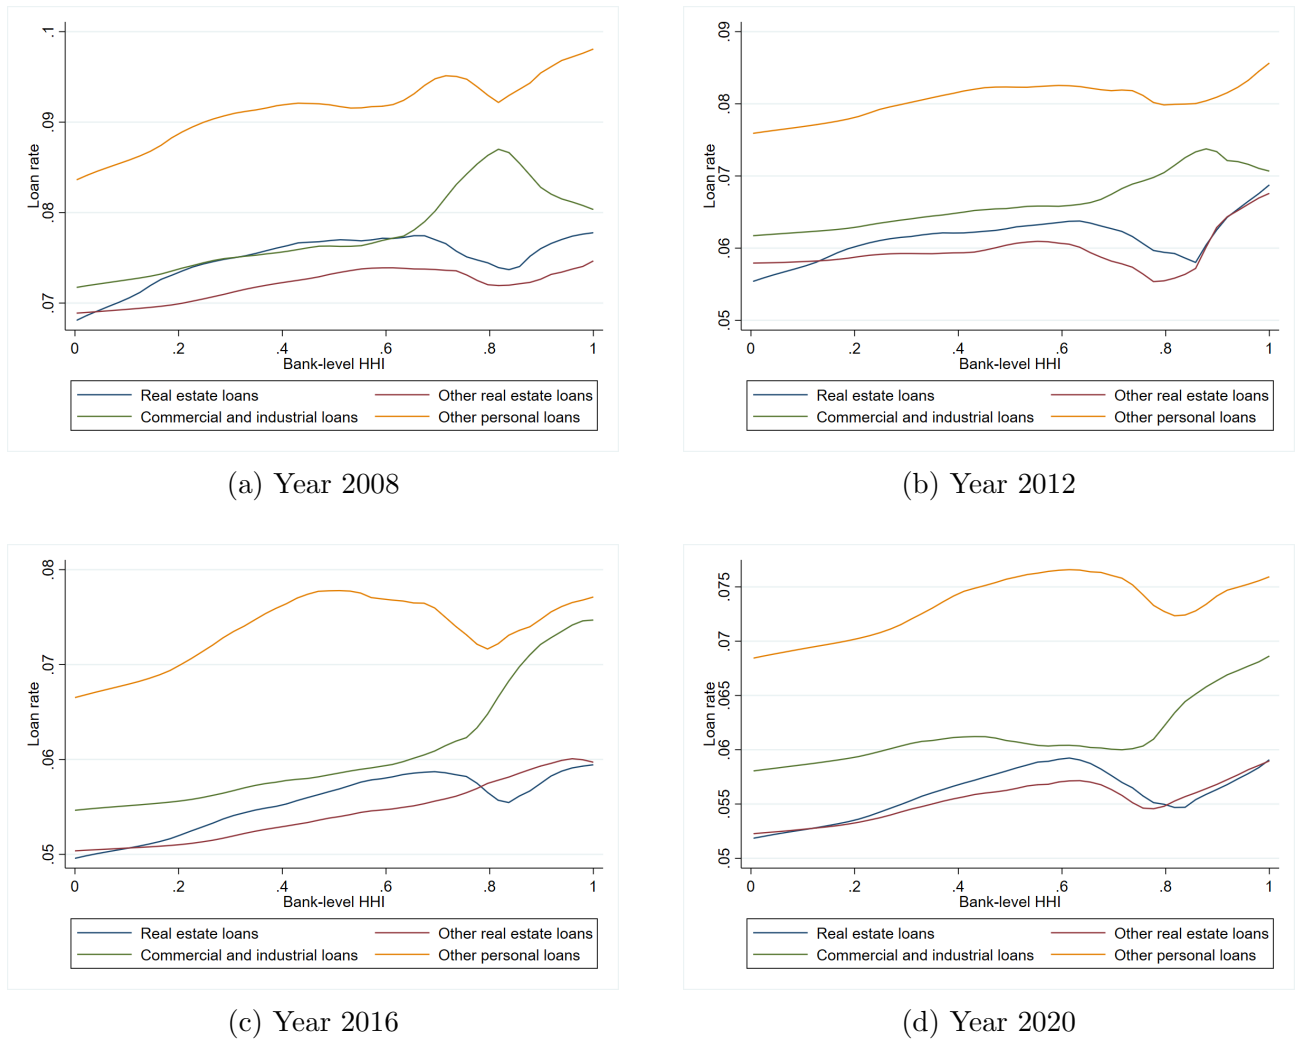 .1
.09
.08
.07
Loan rate
0 .2 .4 .6 .8 1
Bank-level HHI
Real estate loans Other real estate loans
Commercial and industrial loans Other personal loans
(a) Year 2008
.09
.08
.07
.06
.05
Loan rate
0 .2 .4 .6 .8 1
Bank-level HHI
Real estate loans Other real estate loans
Commercial and industrial loans Other personal loans
(b) Year 2012
.08
.07
.06
.05
Loan rate
0 .2 .4 .6 .8 1
Bank-level HHI
Real estate loans Other real estate loans
Commercial and industrial loans Other personal loans
(c) Year 2016
.075
.07
.065
.06
.055
.05
Loan rate
0 .2 .4 .6 .8 1
Bank-level HHI
Real estate loans Other real estate loans
Commercial and industrial loans Other personal loans
(d) Year 2020